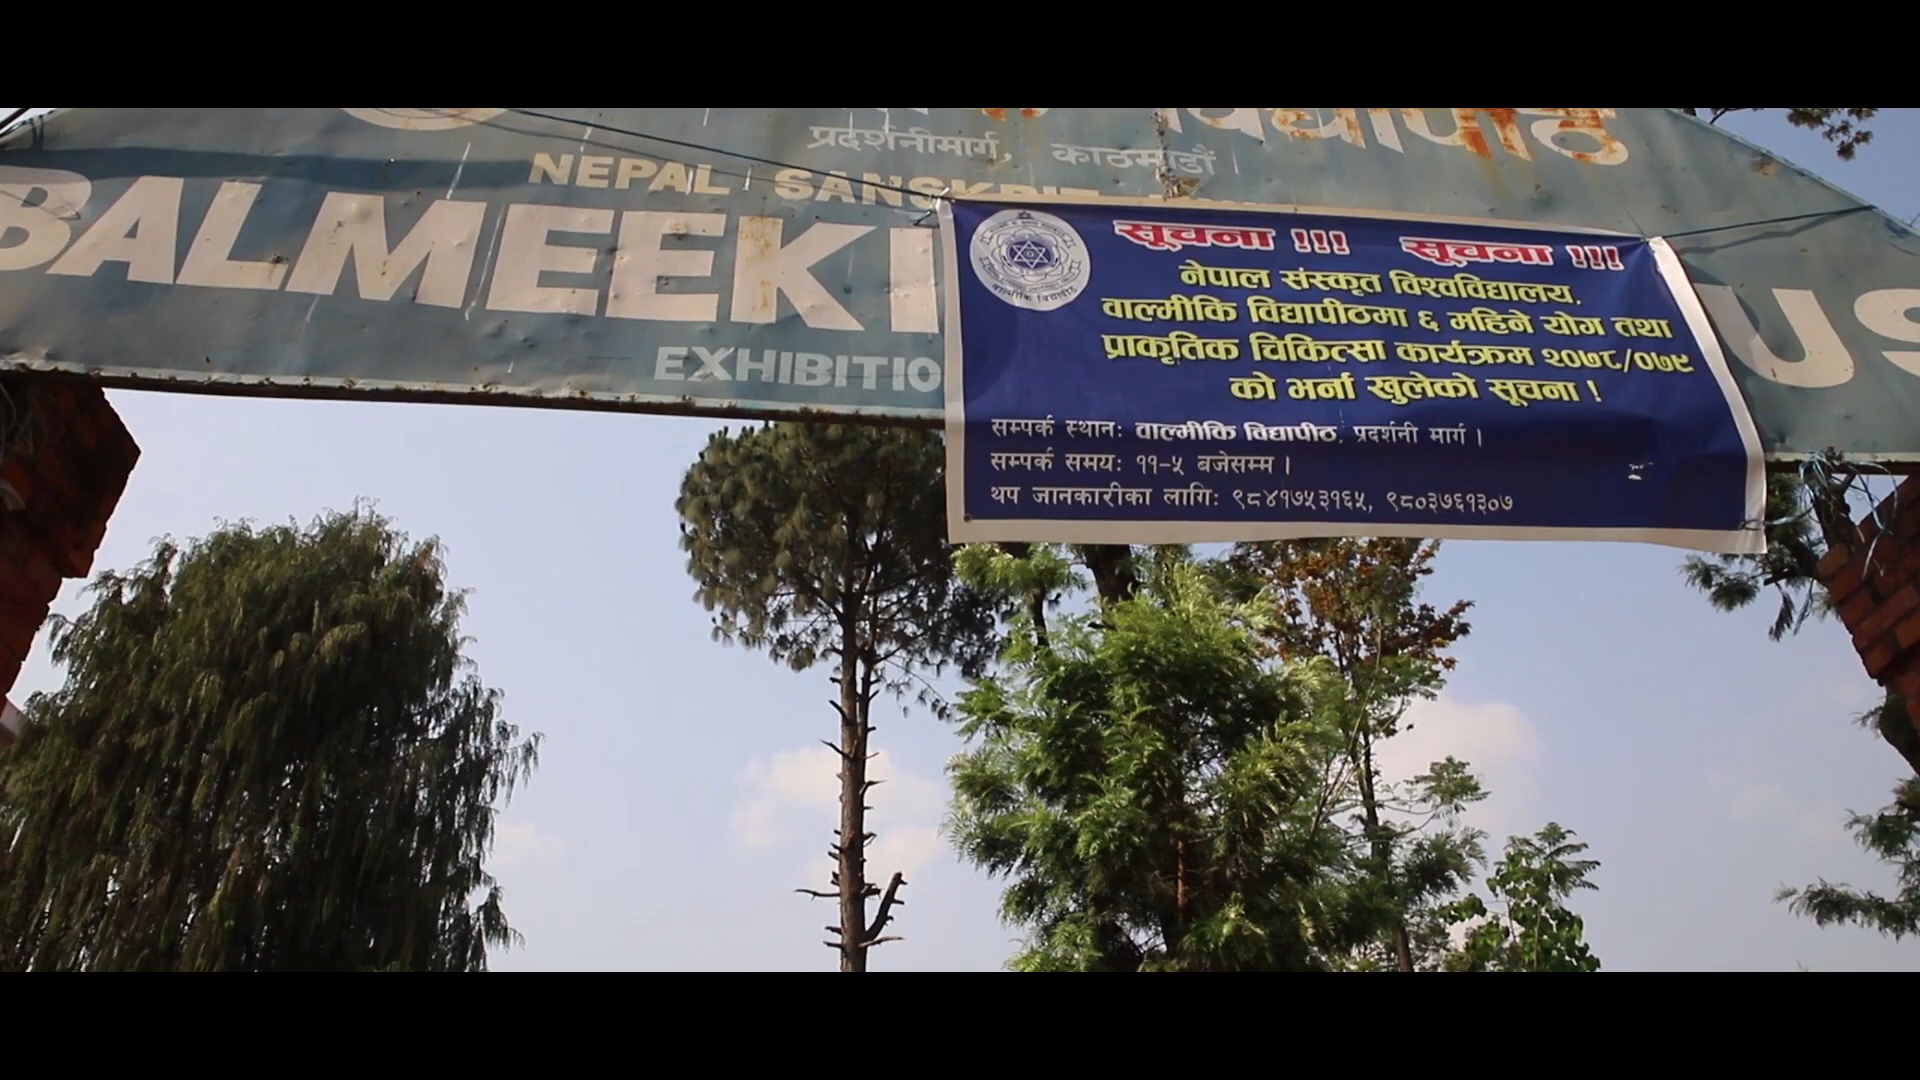 विद्यापीठ
प्रदर्शनीमार्ग, काठमाडौं
NEPAL SANSKRIT
BALMEEKI
EXHIBITIO
US
सूचना !!! सूचना !!!
नेपाल संस्कृत विश्वविद्यालय,
वाल्मीकि विद्यापीठमा ६ महिने योग तथा
प्राकृतिक चिकित्सा कार्यक्रम २०७८/०७९
को भर्ना खुलेको सूचना !
सम्पर्क स्थान: वाल्मीकि विद्यापीठ, प्रदर्शनी मार्ग ।
सम्पर्क समय: ११-५ बजेसम्म ।
थप जानकारीका लागि: ९८४१७५३१६५, ९८०३७६१३०७
वाल्मीकि विद्यापीठ